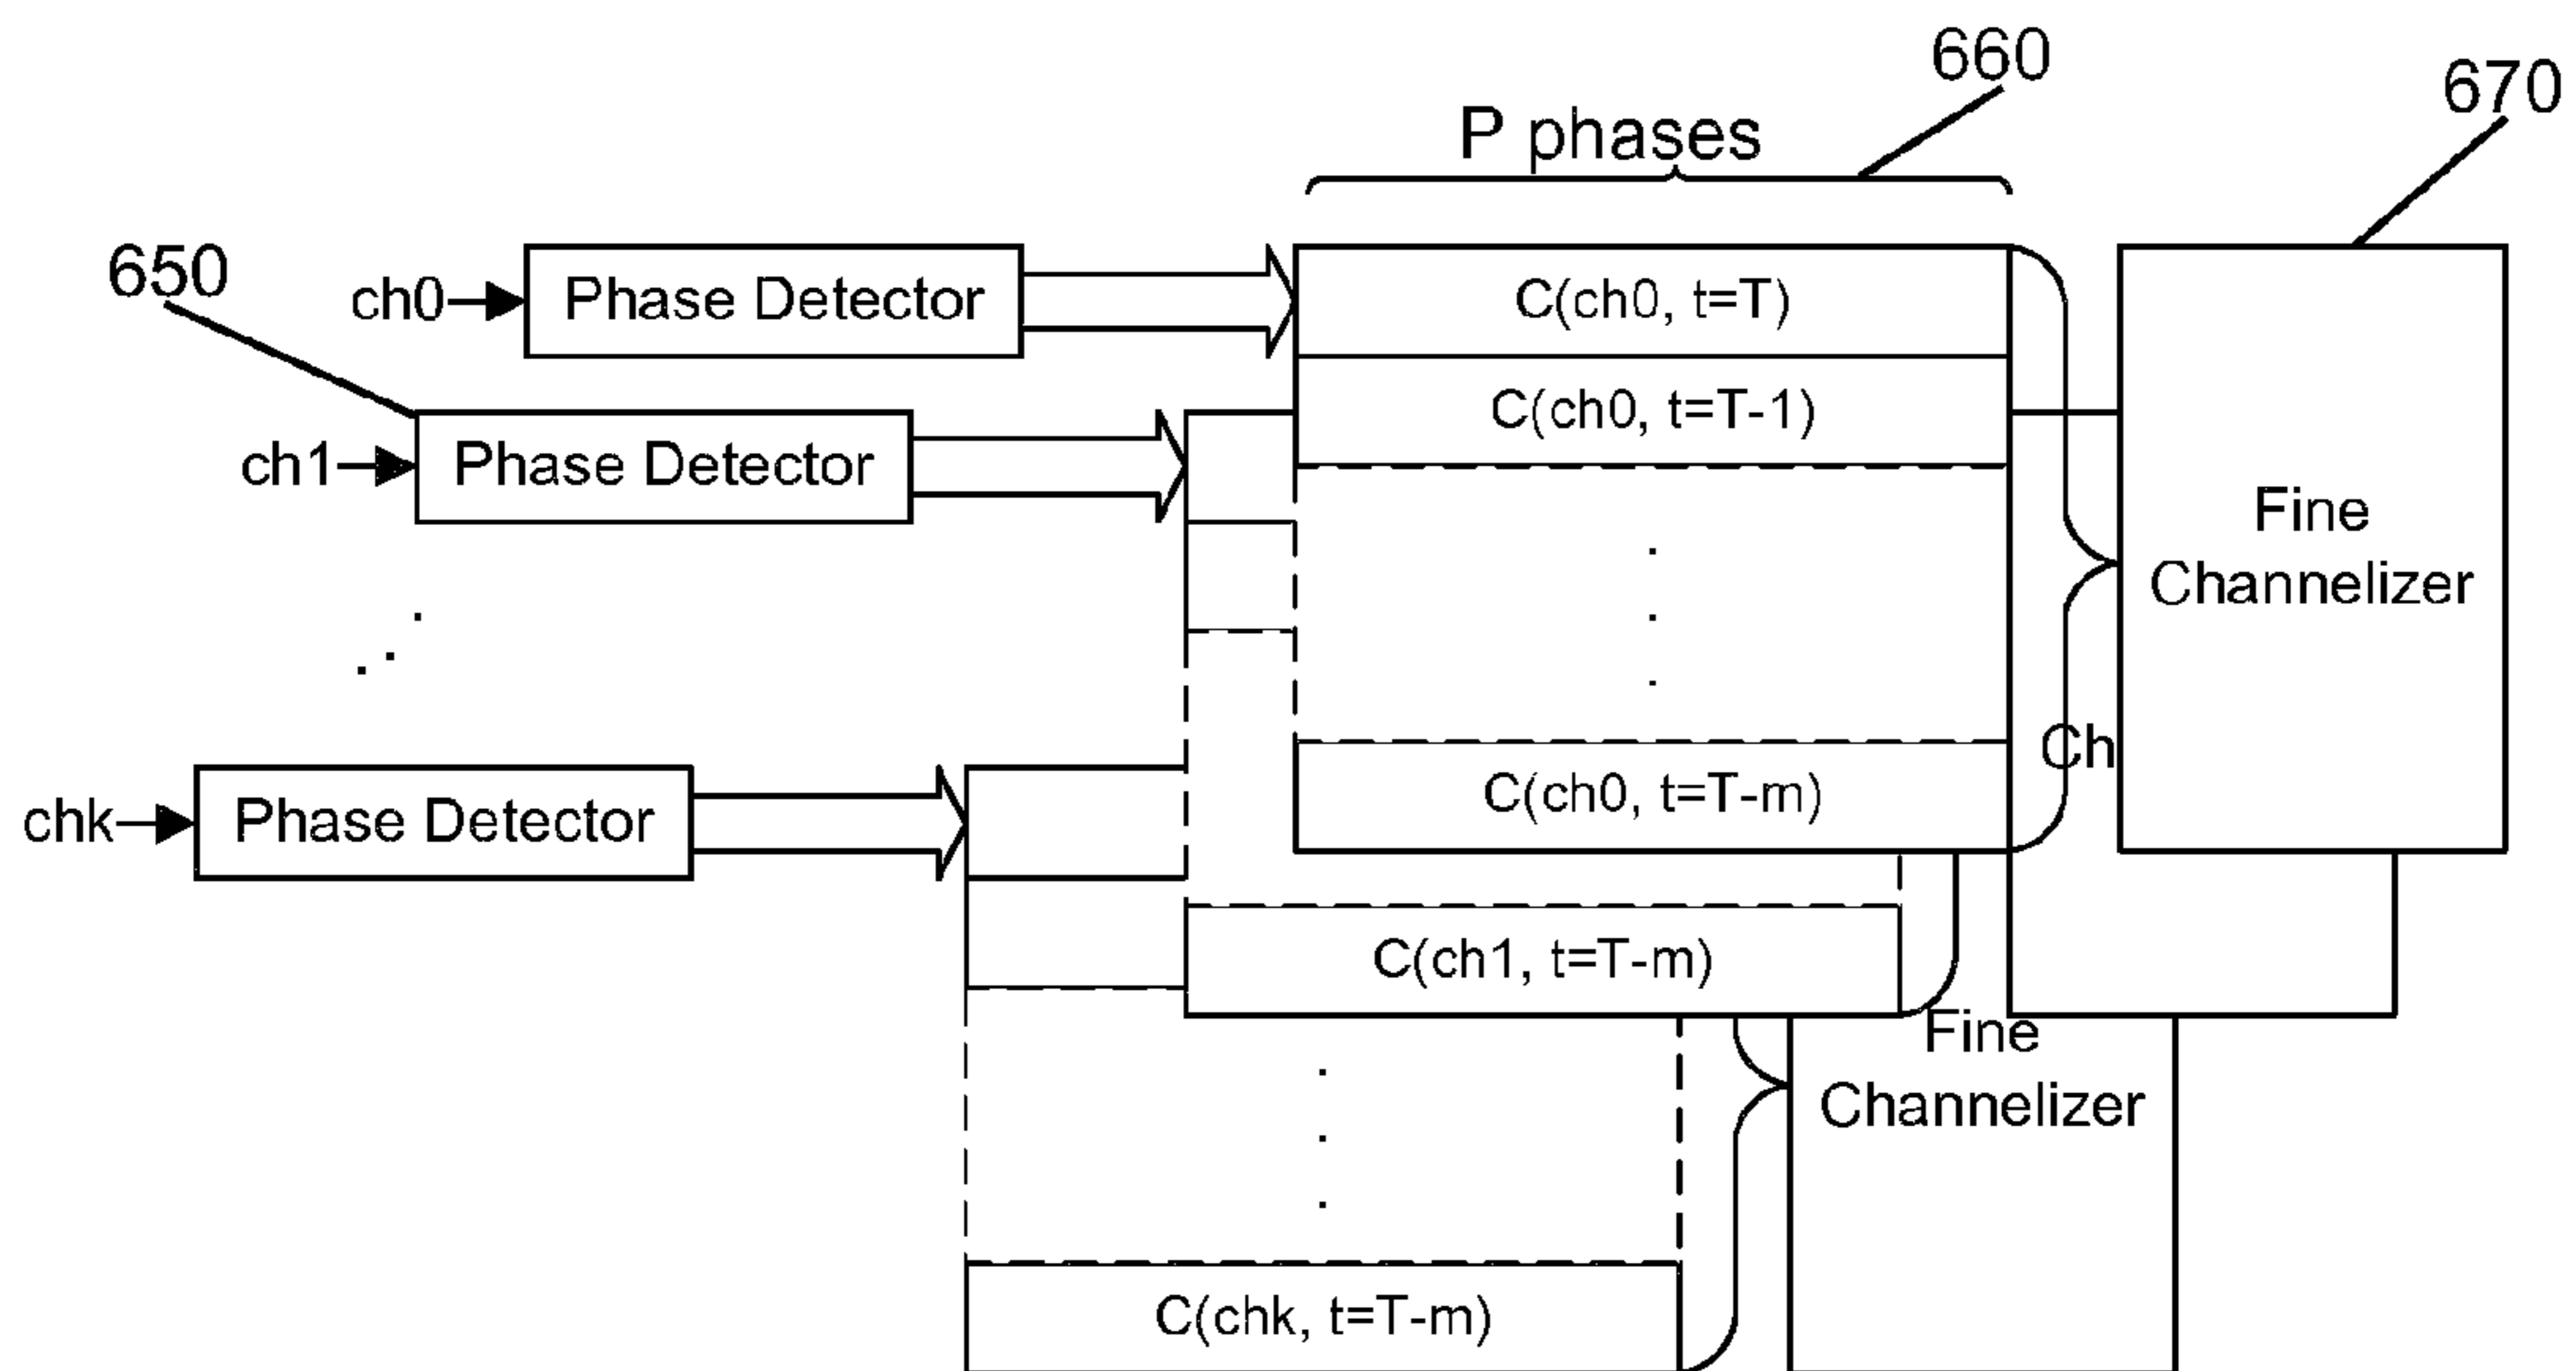 660
670
P phases
650
ch0
Phase Detector
C(ch0, t=T)
C(ch0, t=T-1)
ch1
Phase Detector
Fine
Channelizer
Ch
C(ch0, t=T-m)
chk
Phase Detector
C(ch1, t=T-m)
Fine
Channelizer
C(chk, t=T-m)